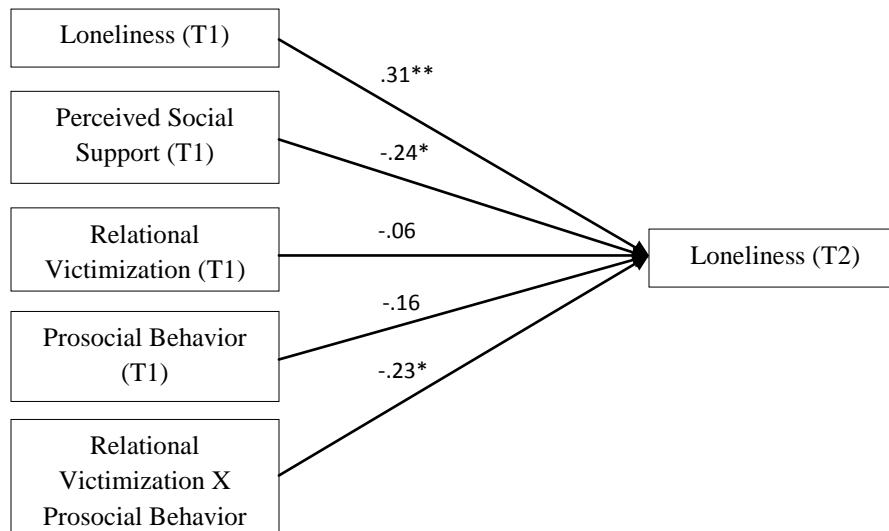 Loneliness (T1)
.31**
Perceived Social
Support (T1)
-.24*
Relational
Victimization (T1)
-.06
Loneliness (T2)
Prosocial Behavior
(T1)
-.16
-.23*
Relational
Victimization X
Prosocial Behavior